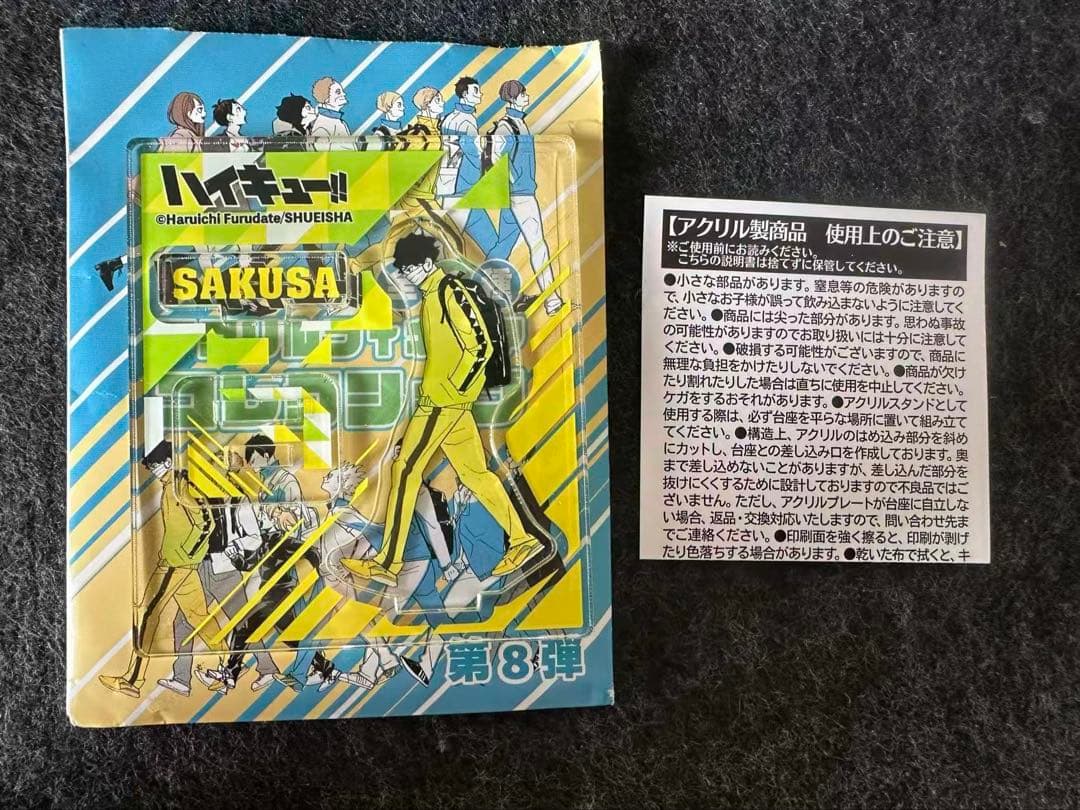 ハイキュー!!
©Haruichi Furudate/SHUEISHA
SAKUSA
第8弾
【アクリル製商品 使用上のご注意】
※ご使用前にお読みください。
こちらの説明書は捨てずに保管してください。
●小さな部品があります。窒息等の危険がありますの
で、小さなお子様が誤って飲み込まないように注意してく
ださい。●商品には尖った部分があります。思わぬ事故
の可能性がありますのでお取り扱いには十分に注意して
ください。●破損する可能性がございますので、商品に
無理な負担をかけたりしないでください。●商品が欠け
たり割れたりした場合は直ちに使用を中止してください。
ケガをするおそれがあります。●アクリルスタンドとして
使用する際は、必ず台座を平らな場所に置いて組み立て
てください。●構造上、アクリルのはめ込み部分を斜め
にカットし、台座との差し込み口を作成しております。奥
まで差し込めないことがありますが、差し込んだ部分を
抜けにくくするために設計しておりますので不良品ではご
ざいません。ただし、アクリルプレートが台座に自立しな
い場合、返品・交換対応いたしますので、問い合わせ先ま
でご連絡ください。●印刷面を強く擦ると、印刷が剥げ
たり色落ちする場合があります。●乾いた布で拭くと、キ